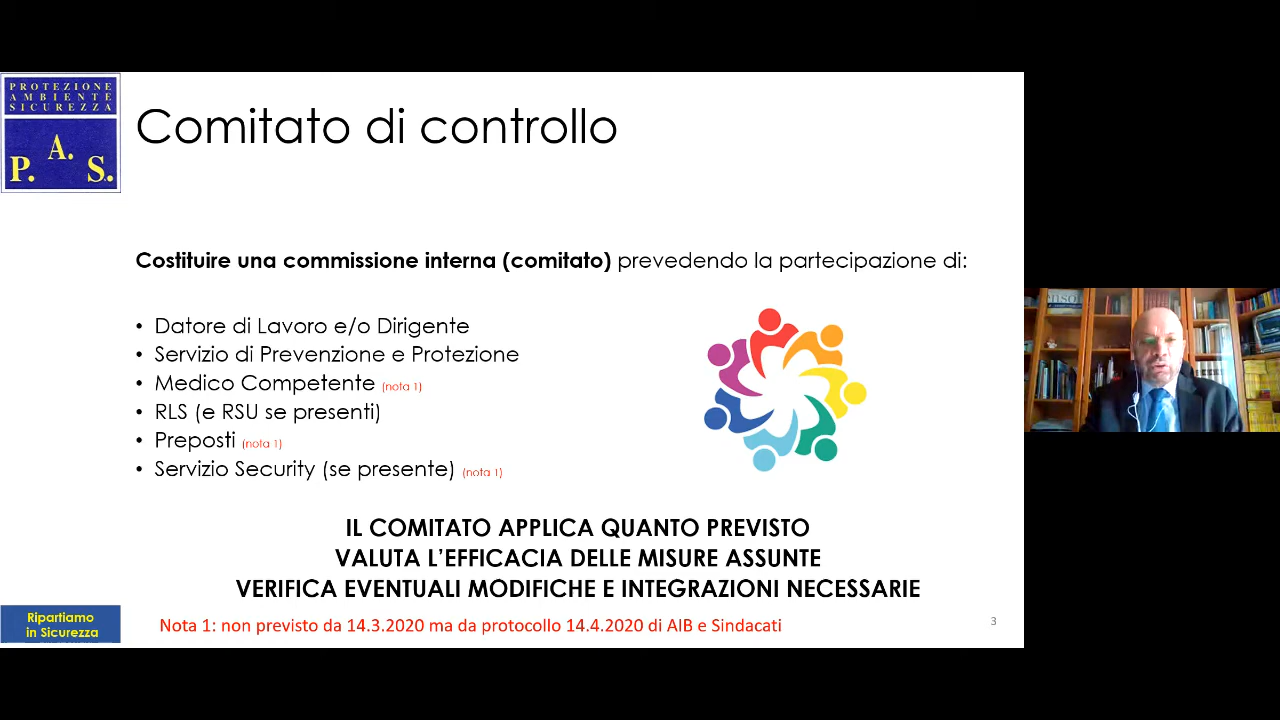 PROTEZIONE
AMBIENTE
SICUREZZA
P. A. S.
Comitato di controllo
Costituire una commissione interna (comitato) prevedendo la partecipazione di:
• Datore di Lavoro e/o Dirigente
• Servizio di Prevenzione e Protezione
• Medico Competente (nota 1)
• RLS (e RSU se presenti)
• Preposti (nota 1)
• Servizio Security (se presente) (nota 1)
IL COMITATO APPLICA QUANTO PREVISTO
VALUTA L’EFFICACIA DELLE MISURE ASSUNTE
VERIFICA EVENTUALI MODIFICHE E INTEGRAZIONI NECESSARIE
Ripartiamo
in Sicurezza
Nota 1: non previsto da 14.3.2020 ma da protocollo 14.4.2020 di AIB e Sindacati
3